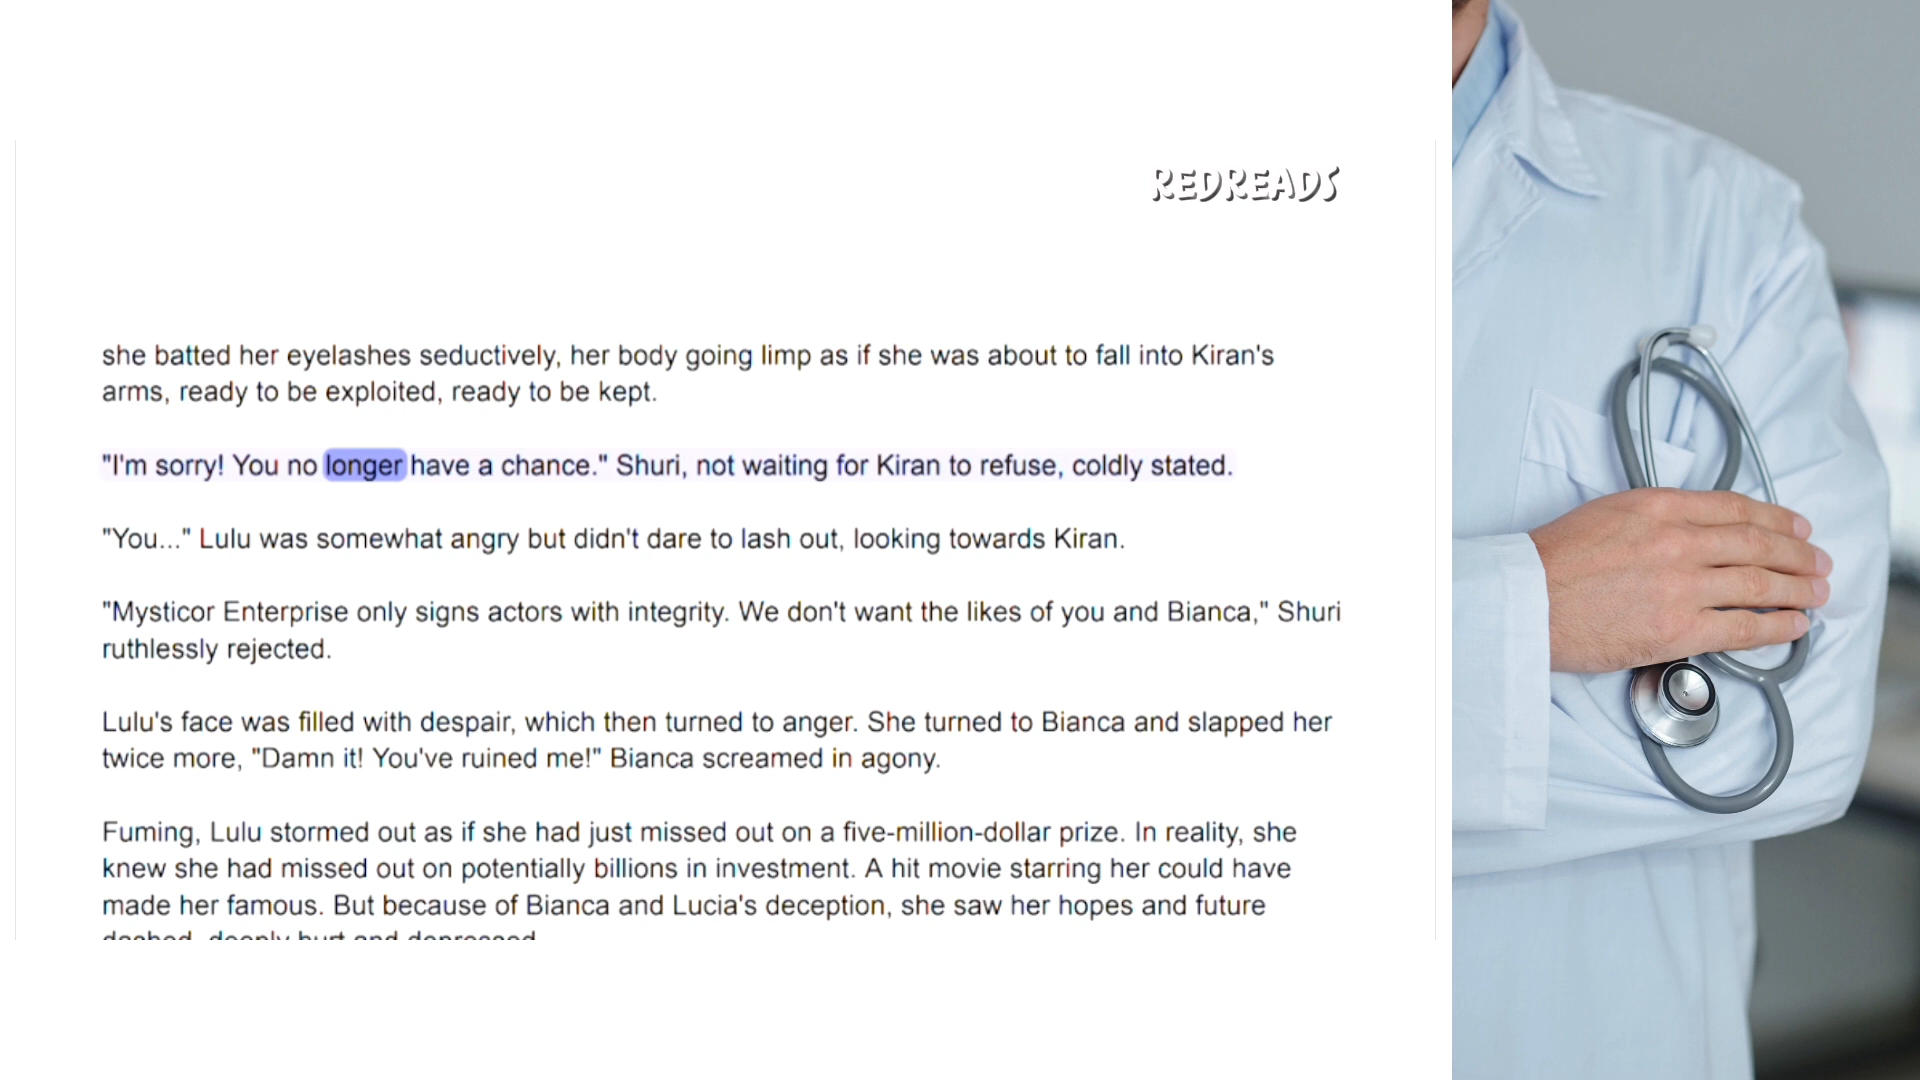 REDREADS
she batted her eyelashes seductively, her body going limp as if she was about to fall into Kiran's
arms, ready to be exploited, ready to be kept.
"I'm sorry! You no longer have a chance." Shuri, not waiting for Kiran to refuse, coldly stated.
"You..." Lulu was somewhat angry but didn't dare to lash out, looking towards Kiran.
"Mysticor Enterprise only signs actors with integrity. We don't want the likes of you and Bianca," Shuri
ruthlessly rejected.
Lulu's face was filled with despair, which then turned to anger. She turned to Bianca and slapped her
twice more, "Damn it! You've ruined me!" Bianca screamed in agony.
Fuming, Lulu stormed out as if she had just missed out on a five-million-dollar prize. In reality, she
knew she had missed out on potentially billions in investment. A hit movie starring her could have
made her famous. But because of Bianca and Lucia's deception, she saw her hopes and future
dashed, deeply hurt and depressed